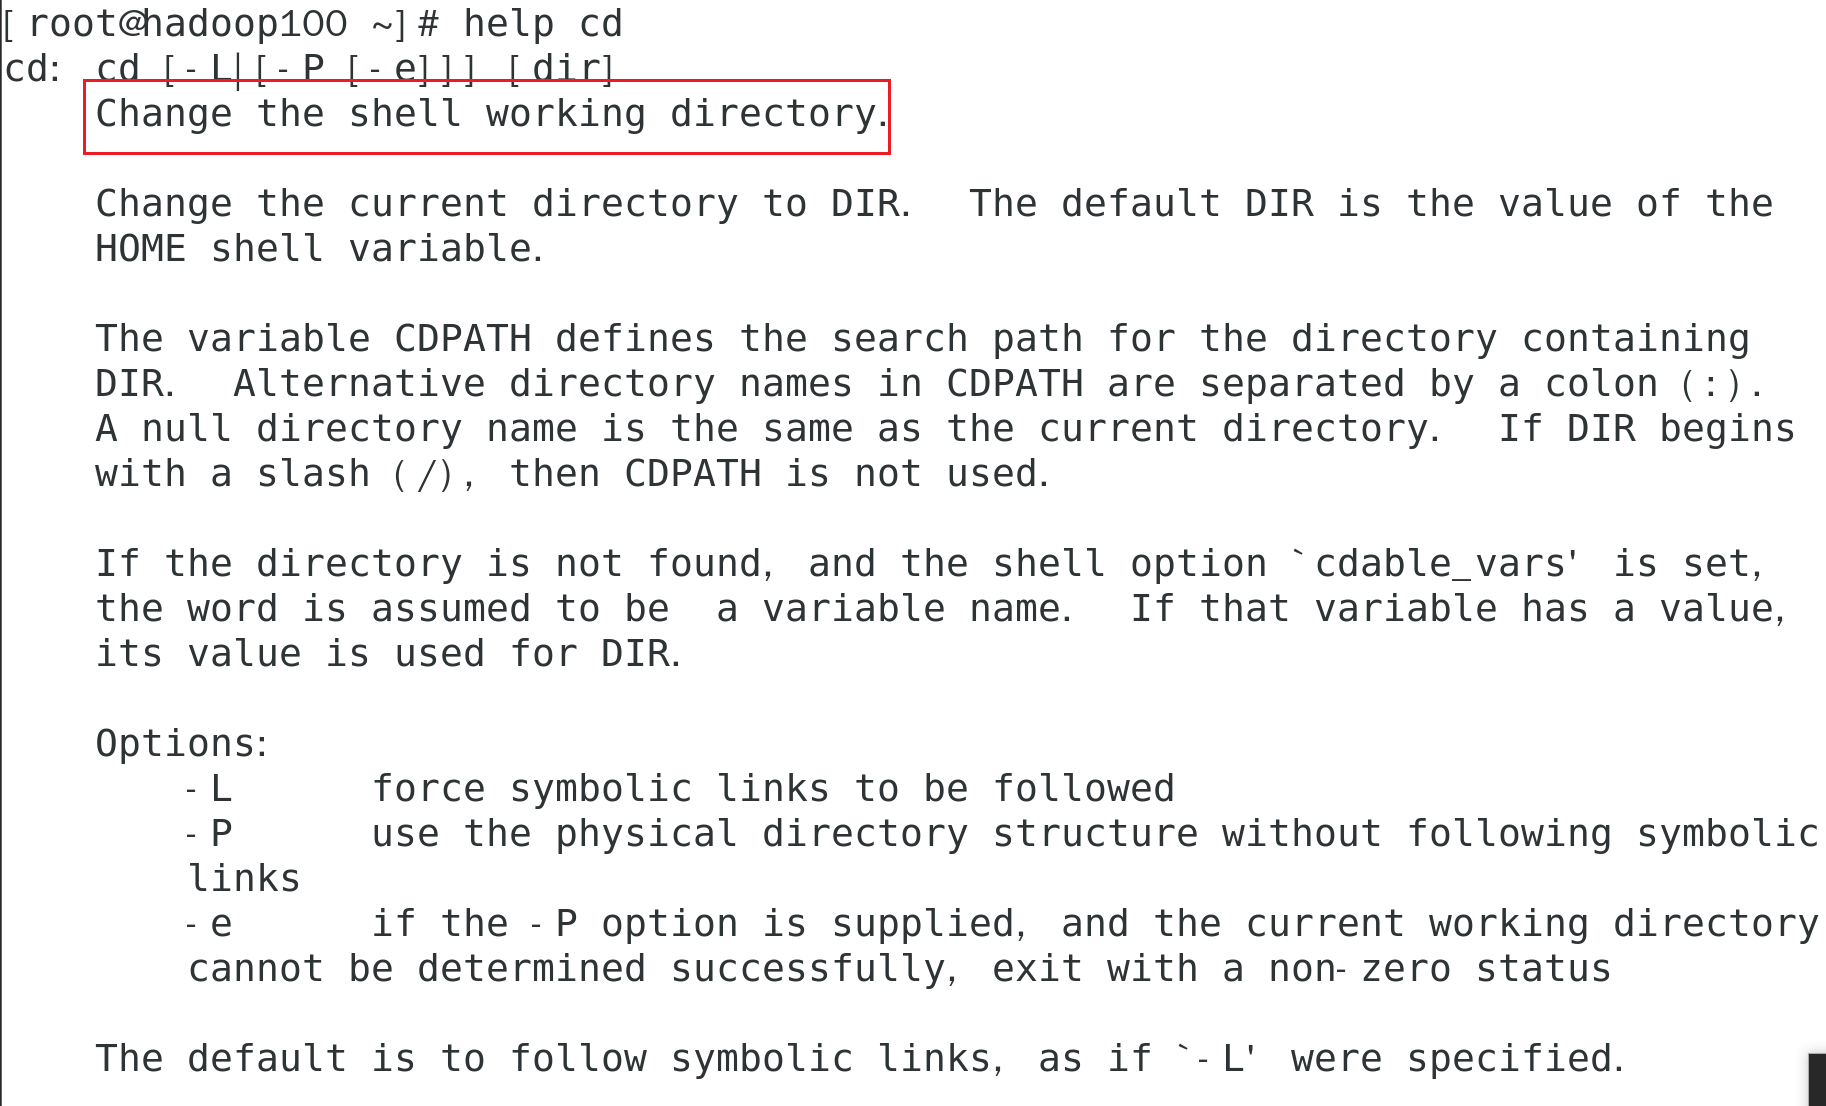 [root@hadoop100 ~]# help cd
cd: cd [-L|[-P [-e]]] [dir]
Change the shell working directory.
Change the current directory to DIR.  The default DIR is the value of the
HOME shell variable.
The variable CDPATH defines the search path for the directory containing
DIR.  Alternative directory names in CDPATH are separated by a colon (:).
A null directory name is the same as the current directory.  If DIR begins
with a slash (/), then CDPATH is not used.
If the directory is not found, and the shell option `cdable_vars' is set,
the word is assumed to be  a variable name.  If that variable has a value,
its value is used for DIR.
Options:
-L      force symbolic links to be followed
-P      use the physical directory structure without following symbolic
links
-e      if the -P option is supplied, and the current working directory
cannot be determined successfully, exit with a non-zero status
The default is to follow symbolic links, as if `-L' were specified.